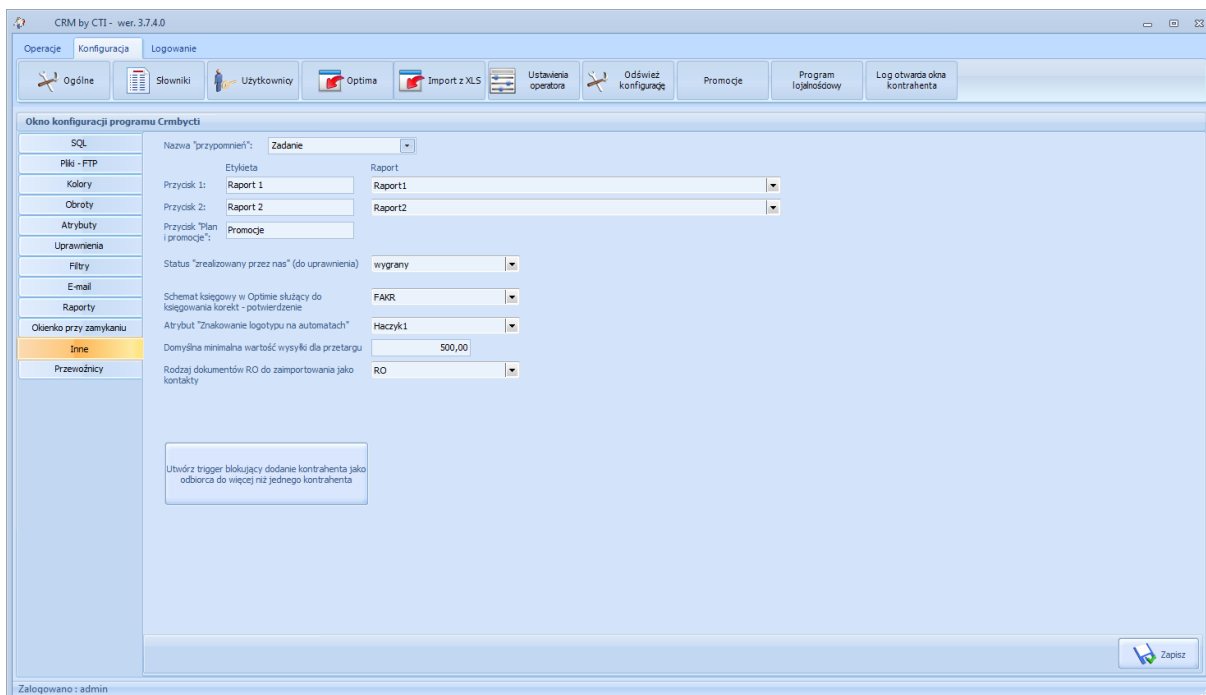 CRM by CTI - wer. 3.7.4.0
Operacje Konfiguracja Logowanie
Ogólne Słowniki Użytkownicy Optima Import z XLS Ustawienia operatora Odśwież konfigurację Promocje Program lojalnośdowy Log otwarcia okna kontrahenta
Okno konfiguracji programu Crmbycti
SQL
Pliki - FTP
Kolory
Obroty
Atrybuty
Uprawnienia
Filtry
E-mail
Raporty
Okienko przy zamykaniu
Inne
Przewoźnicy
Nazwa "przypomnień": Zadanie
Etykieta Raport
Przycisk 1: Raport 1 Raport1
Przycisk 2: Raport 2 Raport2
Przycisk "Plan
i promocje": Promocje
Status "zrealizowany przez nas" (do uprawnienia) wygrany
Schemat księgowy w Optimie służący do
księgowania korekt - potwierdzenie FAKR
Atrybut "Znakowanie logotypu na automatach" Haczyk1
Domyślna minimalna wartość wysyłki dla przetargu 500,00
Rodzaj dokumentów RO do zaimportowania jako
kontakty RO
Utwórz trigger blokujący dodanie kontrahenta jako
odbiorca do więcej niż jednego kontrahenta
Zapisz
Zalogowano : admin